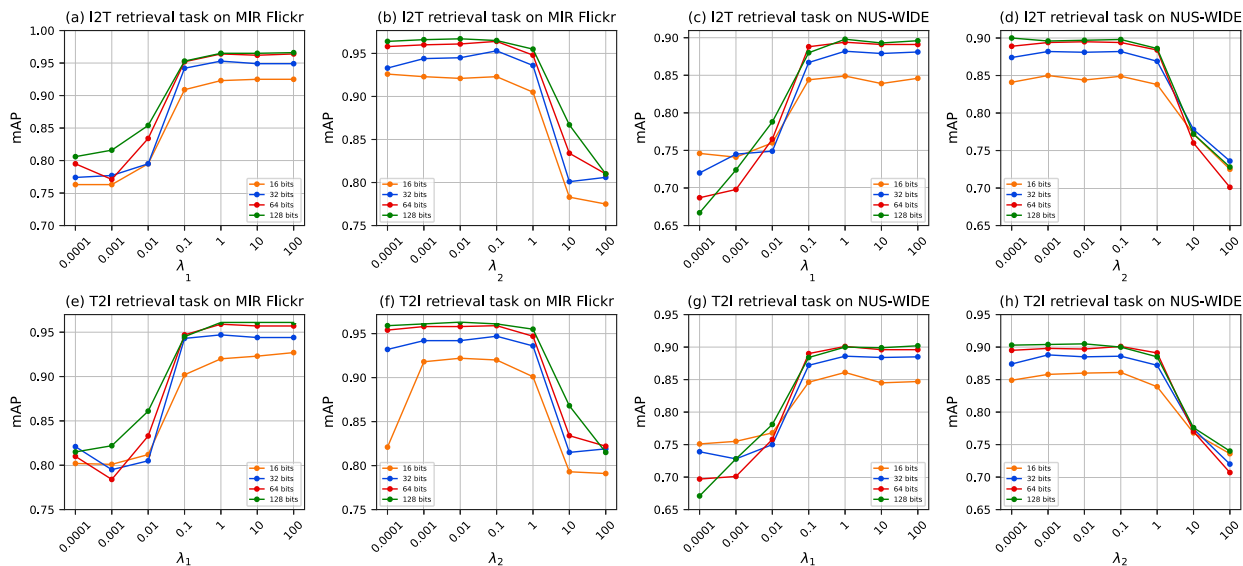 (a) I2T retrieval task on MIR Flickr
mAP
1.00
0.95
0.90
0.85
0.80
0.75
0.70
0.0001
0.001
0.01
0.1
1
10
100
λ1
16 bits
32 bits
64 bits
128 bits
(b) I2T retrieval task on MIR Flickr
mAP
0.95
0.90
0.85
0.80
0.75
0.0001
0.001
0.01
0.1
1
10
100
λ2
16 bits
32 bits
64 bits
128 bits
(c) I2T retrieval task on NUS-WIDE
mAP
0.90
0.85
0.80
0.75
0.70
0.65
0.0001
0.001
0.01
0.1
1
10
100
λ1
16 bits
32 bits
64 bits
128 bits
(d) I2T retrieval task on NUS-WIDE
mAP
0.90
0.85
0.80
0.75
0.70
0.65
0.0001
0.001
0.01
0.1
1
10
100
λ2
16 bits
32 bits
64 bits
128 bits
(e) T2I retrieval task on MIR Flickr
mAP
0.95
0.90
0.85
0.80
0.75
0.0001
0.001
0.01
0.1
1
10
100
λ1
16 bits
32 bits
64 bits
128 bits
(f) T2I retrieval task on MIR Flickr
mAP
0.95
0.90
0.85
0.80
0.75
0.0001
0.001
0.01
0.1
1
10
100
λ2
16 bits
32 bits
64 bits
128 bits
(g) T2I retrieval task on NUS-WIDE
mAP
0.90
0.85
0.80
0.75
0.70
0.65
0.0001
0.001
0.01
0.1
1
10
100
λ1
16 bits
32 bits
64 bits
128 bits
(h) T2I retrieval task on NUS-WIDE
mAP
0.90
0.85
0.80
0.75
0.70
0.65
0.0001
0.001
0.01
0.1
1
10
100
λ2
16 bits
32 bits
64 bits
128 bits